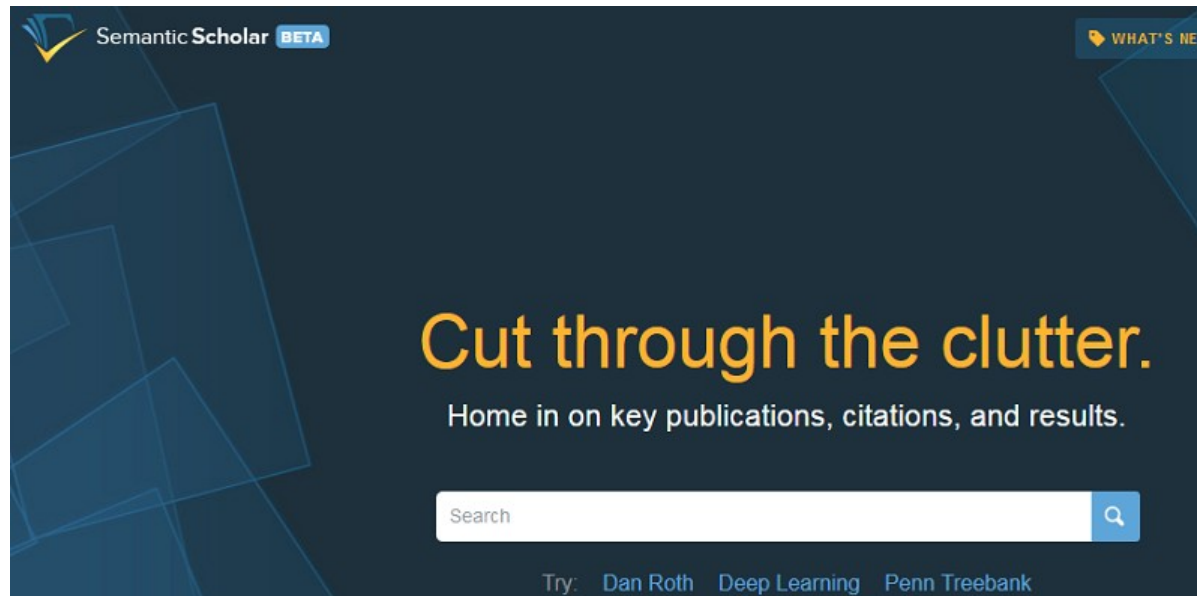 Semantic Scholar BETA
WHAT'S NE
Cut through the clutter.
Home in on key publications, citations, and results.
Search
Try: Dan Roth Deep Learning Penn Treebank